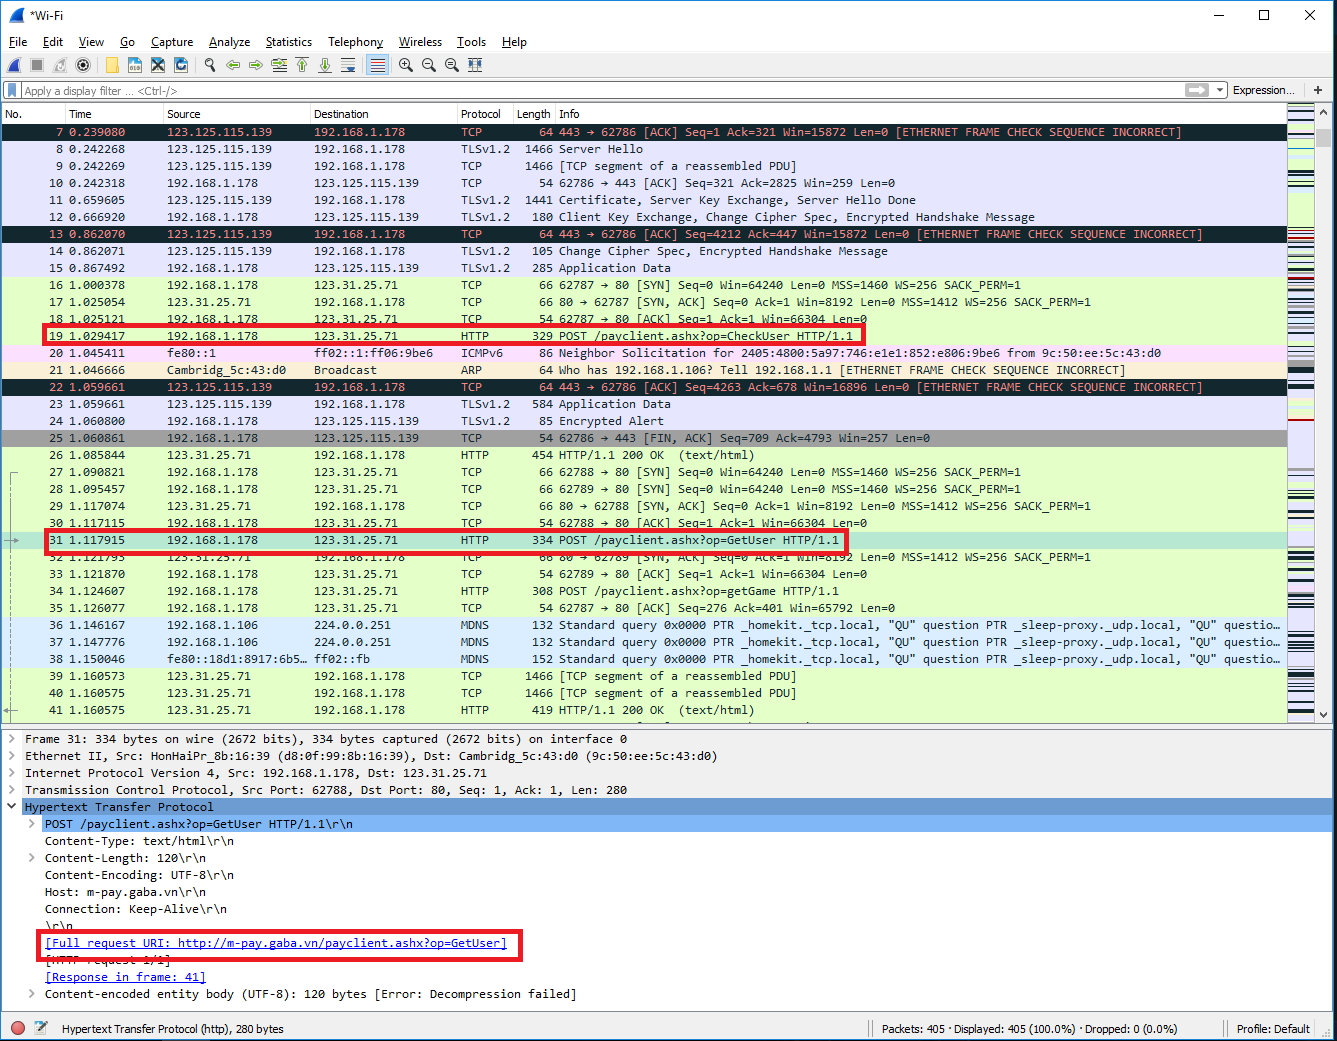 *Wi-Fi
File Edit View Go Capture Analyze Statistics Telephony Wireless Tools Help
Apply a display filter ... <Ctrl-/> Expression... +
No. Time Source Destination Protocol Length Info
7 0.239080 123.125.115.139 192.168.1.178 TCP 64 443 → 62786 [ACK] Seq=1 Ack=321 Win=15872 Len=0 [ETHERNET FRAME CHECK SEQUENCE INCORRECT]
8 0.242268 123.125.115.139 192.168.1.178 TLSv1.2 1466 Server Hello
9 0.242269 123.125.115.139 192.168.1.178 TCP 1466 [TCP segment of a reassembled PDU]
10 0.242318 192.168.1.178 123.125.115.139 TCP 54 62786 → 443 [ACK] Seq=321 Ack=2825 Win=259 Len=0
11 0.659605 123.125.115.139 192.168.1.178 TLSv1.2 1441 Certificate, Server Key Exchange, Server Hello Done
12 0.666920 192.168.1.178 123.125.115.139 TLSv1.2 180 Client Key Exchange, Change Cipher Spec, Encrypted Handshake Message
13 0.862070 123.125.115.139 192.168.1.178 TCP 64 443 → 62786 [ACK] Seq=4212 Ack=447 Win=15872 Len=0 [ETHERNET FRAME CHECK SEQUENCE INCORRECT]
14 0.862071 123.125.115.139 192.168.1.178 TLSv1.2 105 Change Cipher Spec, Encrypted Handshake Message
15 0.867492 192.168.1.178 123.125.115.139 TLSv1.2 285 Application Data
16 1.000378 192.168.1.178 123.31.25.71 TCP 66 62787 → 80 [SYN] Seq=0 Win=64240 Len=0 MSS=1460 WS=256 SACK_PERM=1
17 1.025054 123.31.25.71 192.168.1.178 TCP 66 80 → 62787 [SYN, ACK] Seq=0 Ack=1 Win=8192 Len=0 MSS=1412 WS=256 SACK_PERM=1
18 1.025121 192.168.1.178 123.31.25.71 TCP 54 62787 → 80 [ACK] Seq=1 Ack=1 Win=66304 Len=0
19 1.029417 192.168.1.178 123.31.25.71 HTTP 329 POST /payclient.ashx?op=CheckUser HTTP/1.1
20 1.045411 fe80::1 ff02::1:ff06:9be6 ICMPv6 86 Neighbor Solicitation for 2405:4800:5a97:746:e1e1:852:e806:9be6 from 9c:50:ee:5c:43:d0
21 1.046666 Cambridg_5c:43:d0 Broadcast ARP 64 Who has 192.168.1.106? Tell 192.168.1.1 [ETHERNET FRAME CHECK SEQUENCE INCORRECT]
22 1.059661 123.125.115.139 192.168.1.178 TCP 64 443 → 62786 [ACK] Seq=4263 Ack=678 Win=16896 Len=0 [ETHERNET FRAME CHECK SEQUENCE INCORRECT]
23 1.059661 123.125.115.139 192.168.1.178 TLSv1.2 584 Application Data
24 1.060800 123.125.115.139 192.168.1.178 TLSv1.2 85 Encrypted Alert
25 1.060861 192.168.1.178 123.125.115.139 TCP 54 62786 → 443 [FIN, ACK] Seq=709 Ack=4793 Win=257 Len=0
26 1.085844 123.31.25.71 192.168.1.178 HTTP 454 HTTP/1.1 200 OK (text/html)
27 1.090821 192.168.1.178 123.31.25.71 TCP 66 62788 → 80 [SYN] Seq=0 Win=64240 Len=0 MSS=1460 WS=256 SACK_PERM=1
28 1.095457 192.168.1.178 123.31.25.71 TCP 66 62789 → 80 [SYN] Seq=0 Win=64240 Len=0 MSS=1460 WS=256 SACK_PERM=1
29 1.117074 123.31.25.71 192.168.1.178 TCP 66 80 → 62788 [SYN, ACK] Seq=0 Ack=1 Win=8192 Len=0 MSS=1412 WS=256 SACK_PERM=1
30 1.117115 192.168.1.178 123.31.25.71 TCP 54 62788 → 80 [ACK] Seq=1 Ack=1 Win=66304 Len=0
31 1.117915 192.168.1.178 123.31.25.71 HTTP 334 POST /payclient.ashx?op=GetUser HTTP/1.1
32 1.121793 123.31.25.71 192.168.1.178 TCP 66 80 → 62789 [SYN, ACK] Seq=0 Ack=1 Win=8192 Len=0 MSS=1412 WS=256 SACK_PERM=1
33 1.121870 192.168.1.178 123.31.25.71 TCP 54 62789 → 80 [ACK] Seq=1 Ack=1 Win=66304 Len=0
34 1.124607 192.168.1.178 123.31.25.71 HTTP 308 POST /payclient.ashx?op=getGame HTTP/1.1
35 1.126077 192.168.1.178 123.31.25.71 TCP 54 62787 → 80 [ACK] Seq=276 Ack=401 Win=65792 Len=0
36 1.146167 192.168.1.106 224.0.0.251 MDNS 132 Standard query 0x0000 PTR _homekit._tcp.local, "QU" question PTR _sleep-proxy._udp.local, "QU" questio...
37 1.147776 192.168.1.106 224.0.0.251 MDNS 132 Standard query 0x0000 PTR _homekit._tcp.local, "QU" question PTR _sleep-proxy._udp.local, "QU" questio...
38 1.150046 fe80::18d1:8917:6b5... ff02::fb MDNS 152 Standard query 0x0000 PTR _homekit._tcp.local, "QU" question PTR _sleep-proxy._udp.local, "QU" questio...
39 1.160573 123.31.25.71 192.168.1.178 TCP 1466 [TCP segment of a reassembled PDU]
40 1.160575 123.31.25.71 192.168.1.178 TCP 1466 [TCP segment of a reassembled PDU]
41 1.160575 123.31.25.71 192.168.1.178 HTTP 419 HTTP/1.1 200 OK (text/html)
Frame 31: 334 bytes on wire (2672 bits), 334 bytes captured (2672 bits) on interface 0
Ethernet II, Src: HonHaiPr_8b:16:39 (d8:0f:99:8b:16:39), Dst: Cambridg_5c:43:d0 (9c:50:ee:5c:43:d0)
Internet Protocol Version 4, Src: 192.168.1.178, Dst: 123.31.25.71
Transmission Control Protocol, Src Port: 62788, Dst Port: 80, Seq: 1, Ack: 1, Len: 280
Hypertext Transfer Protocol
POST /payclient.ashx?op=GetUser HTTP/1.1\r\n
Content-Type: text/html\r\n
Content-Length: 120\r\n
Content-Encoding: UTF-8\r\n
Host: m-pay.gaba.vn\r\n
Connection: Keep-Alive\r\n
\r\n
[Full request URI: http://m-pay.gaba.vn/payclient.ashx?op=GetUser]
[HTTP request 1/1]
[Response in frame: 41]
Content-encoded entity body (UTF-8): 120 bytes [Error: Decompression failed]
Hypertext Transfer Protocol (http), 280 bytes Packets: 405 · Displayed: 405 (100.0%) · Dropped: 0 (0.0%) Profile: Default